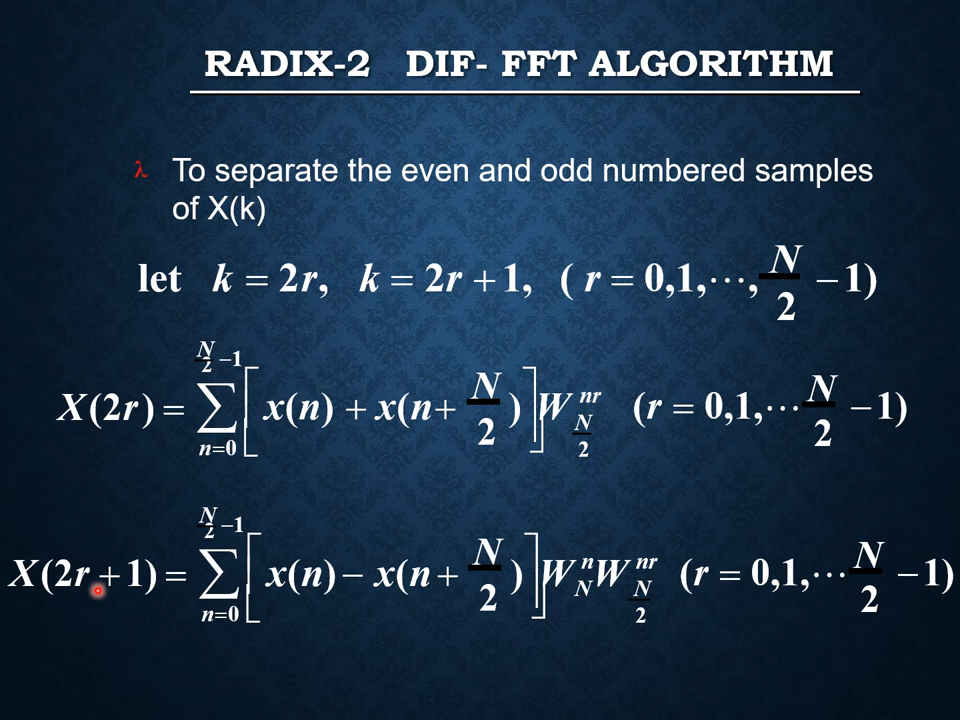 RADIX-2 DIF- FFT ALGORITHM
λ To separate the even and odd numbered samples
of X(k)
let k = 2r, k = 2r + 1, ( r = 0,1,⋯, N/2 − 1)
X(2r) = ∑_{n=0}^{N/2 −1} [ x(n) + x(n+ N/2 ) ] W_{N/2}^{nr} (r = 0,1,⋯ N/2 − 1)
X(2r + 1) = ∑_{n=0}^{N/2 −1} [ x(n) − x(n + N/2 ) ] W_N^n W_{N/2}^{nr} (r = 0,1,⋯ N/2 − 1)